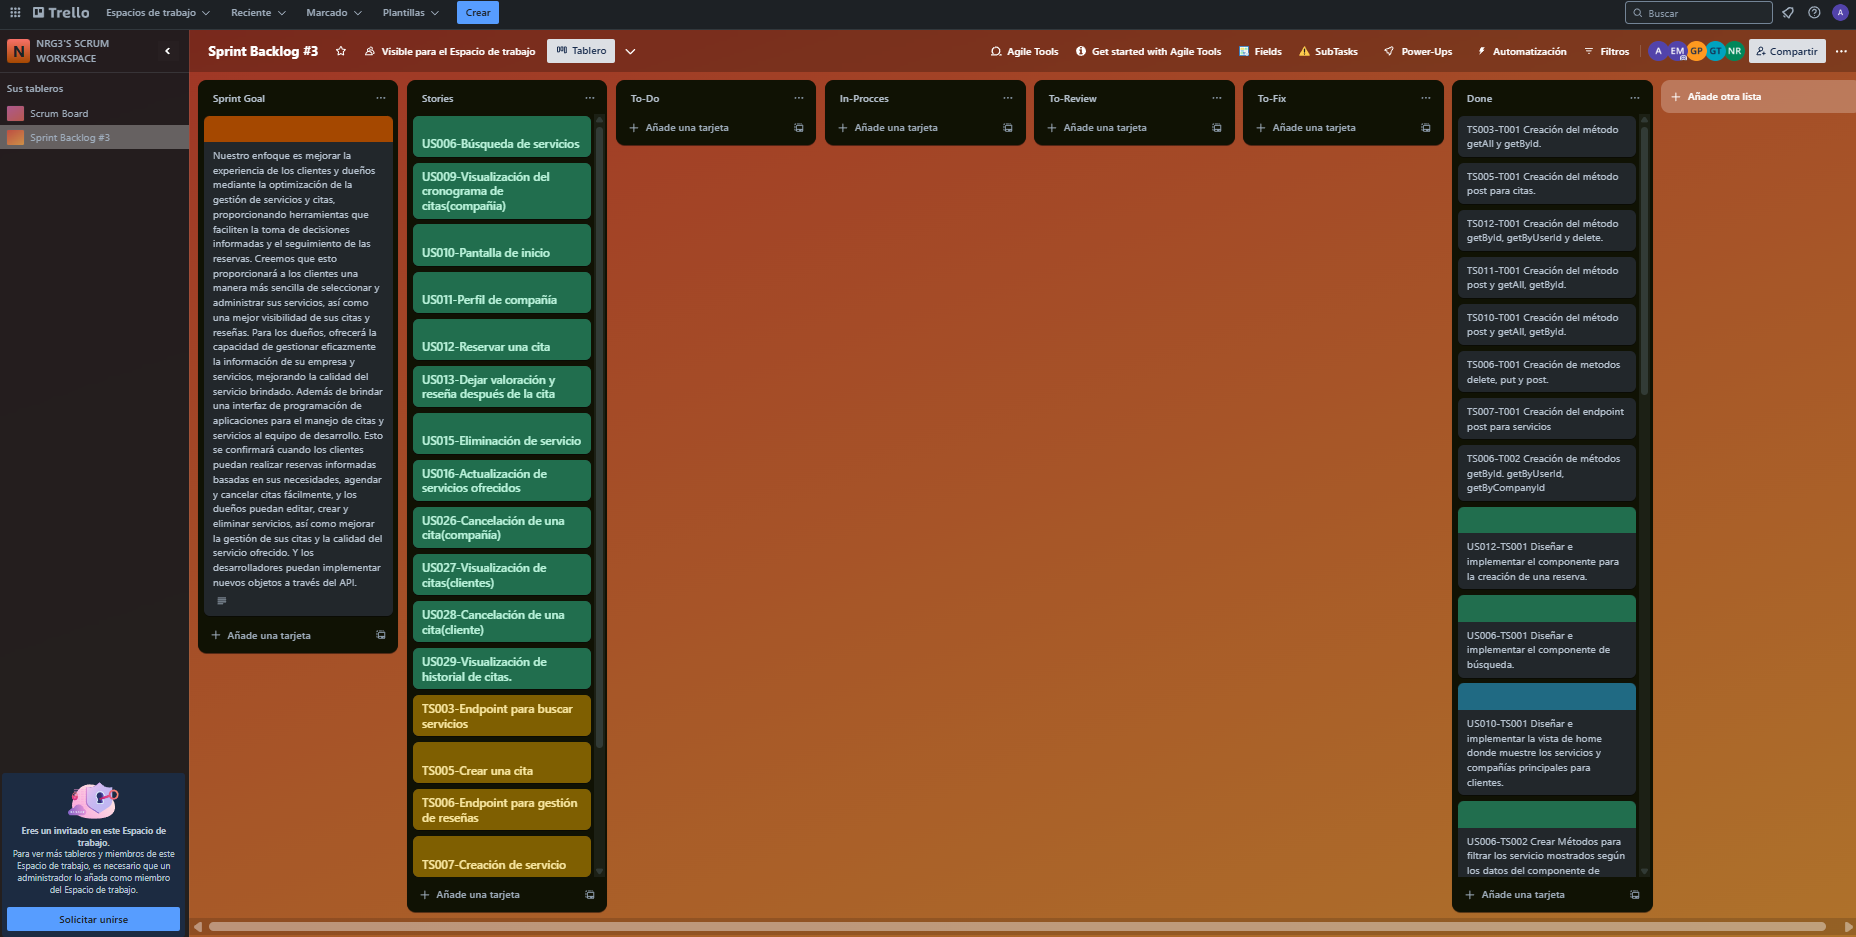 Trello
Espacios de trabajo
Reciente
Marcado
Plantillas
Crear
Buscar
A
N
NRG3'S SCRUM
WORKSPACE
Sprint Backlog #3
Visible para el Espacio de trabajo
Tablero
Agile Tools
Get started with Agile Tools
Fields
SubTasks
Power-Ups
Automatización
Filtros
A
EM
GP
GT
NR
Compartir
Sus tableros
Scrum Board
Sprint Backlog #3
Eres un invitado en este Espacio de
trabajo.
Para ver más tableros y miembros de este
Espacio de trabajo, es necesario que un
administrador lo añada como miembro
del Espacio de trabajo.
Solicitar unirse
Sprint Goal
Nuestro enfoque es mejorar la
experiencia de los clientes y dueños
mediante la optimización de la
gestión de servicios y citas,
proporcionando herramientas que
faciliten la toma de decisiones
informadas y el seguimiento de las
reservas. Creemos que esto
proporcionará a los clientes una
manera más sencilla de seleccionar y
administrar sus servicios, así como
una mejor visibilidad de sus citas y
reseñas. Para los dueños, ofrecerá la
capacidad de gestionar eficazmente
la información de su empresa y
servicios, mejorando la calidad del
servicio brindado. Además de brindar
una interfaz de programación de
aplicaciones para el manejo de citas y
servicios al equipo de desarrollo. Esto
se confirmará cuando los clientes
puedan realizar reservas informadas
basadas en sus necesidades, agendar
y cancelar citas fácilmente, y los
dueños puedan editar, crear y
eliminar servicios, así como mejorar
la gestión de sus citas y la calidad del
servicio ofrecido. Y los
desarrolladores puedan implementar
nuevos objetos a través del API.
Añade una tarjeta
Stories
US006-Búsqueda de servicios
US009-Visualización del
cronograma de
citas(compañia)
US010-Pantalla de inicio
US011-Perfil de compañía
US012-Reservar una cita
US013-Dejar valoración y
reseña después de la cita
US015-Eliminación de servicio
US016-Actualización de
servicios ofrecidos
US026-Cancelación de una
cita(compañía)
US027-Visualización de
citas(clientes)
US028-Cancelación de una
cita(cliente)
US029-Visualización de
historial de citas.
TS003-Endpoint para buscar
servicios
TS005-Crear una cita
TS006-Endpoint para gestión
de reseñas
TS007-Creación de servicio
Añade una tarjeta
To-Do
Añade una tarjeta
In-Procces
Añade una tarjeta
To-Review
Añade una tarjeta
To-Fix
Añade una tarjeta
Done
TS003-T001 Creación del método
getAll y getById.
TS005-T001 Creación del método
post para citas.
TS012-T001 Creación del método
getById, getByUserId y delete.
TS011-T001 Creación del método
post y getAll, getById.
TS010-T001 Creación del método
post y getAll, getById.
TS006-T001 Creación de metodos
delete, put y post.
TS007-T001 Creación del endpoint
post para servicios
TS006-T002 Creación de métodos
getById. getByUserId,
getByCompanyId
US012-TS001 Diseñar e
implementar el componente para
la creación de una reserva.
US006-TS001 Diseñar e
implementar el componente de
búsqueda.
US010-TS001 Diseñar e
implementar la vista de home
donde muestre los servicios y
compañías principales para
clientes.
US006-TS002 Crear Métodos para
filtrar los servicio mostrados según
los datos del componente de
Añade una tarjeta
Añade otra lista